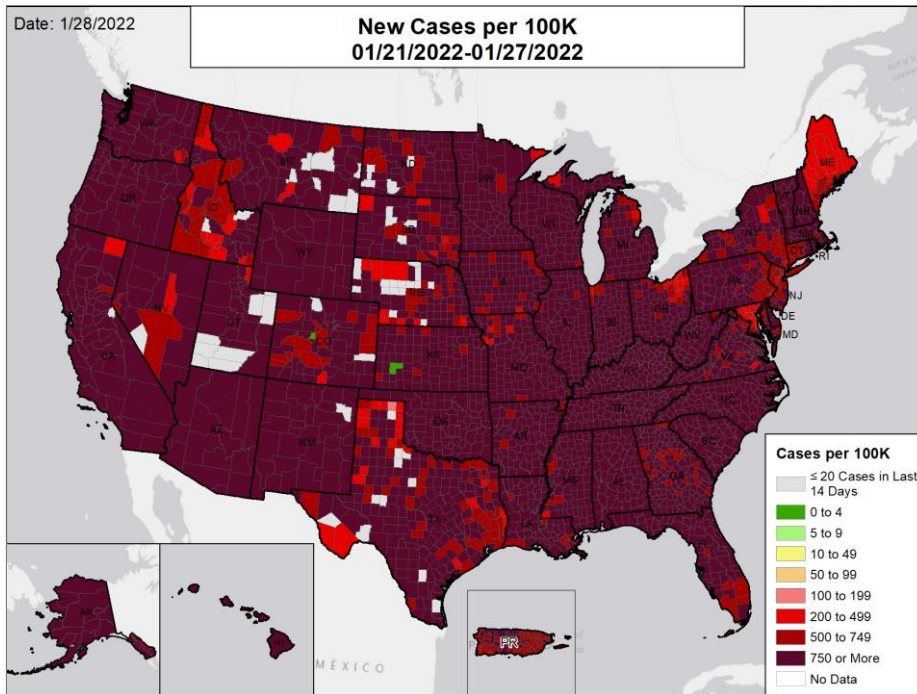 Date: 1/28/2022
New Cases per 100K
01/21/2022-01/27/2022
WA
MT
ND
MN
ME
OR
ID
SD
WI
MI
NY
NH
MA
CT
RI
WY
NE
IA
PA
NJ
NV
UT
CO
IL
IN
OH
DE
MD
CA
KS
MO
KY
WV
VA
AZ
NM
OK
AR
TN
NC
SC
TX
LA
MS
AL
GA
FL
AK
HI
PR
MÉXICO
Cases per 100K
≤ 20 Cases in Last
14 Days
0 to 4
5 to 9
10 to 49
50 to 99
100 to 199
200 to 499
500 to 749
750 or More
No Data